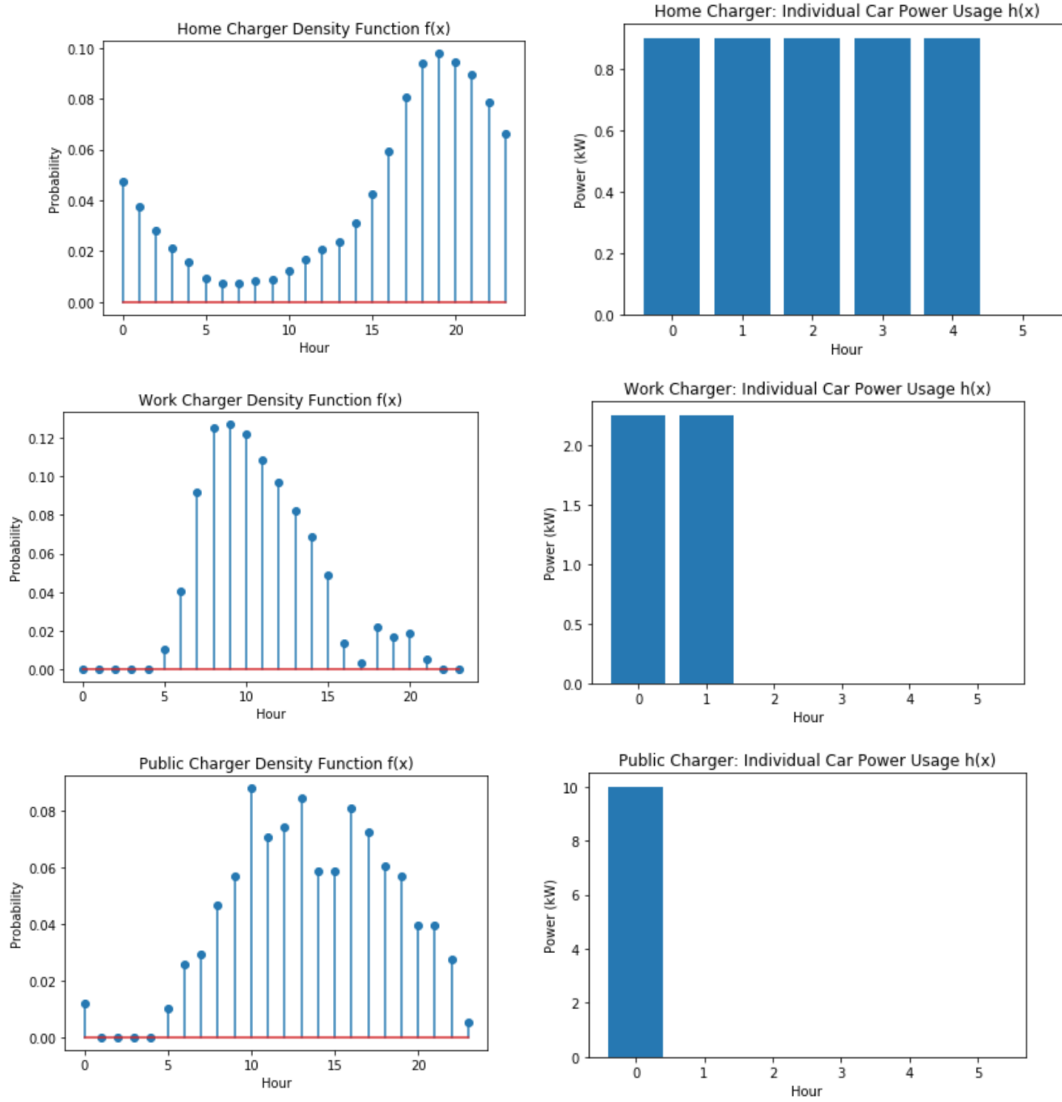 Home Charger Density Function f(x)
0.10
0.08
0.06
0.04
0.02
0.00
Probability
0 5 10 15 20
Hour
Home Charger: Individual Car Power Usage h(x)
0.8
0.6
0.4
0.2
0.0
Power (kW)
0 1 2 3 4 5
Hour
Work Charger Density Function f(x)
0.12
0.10
0.08
0.06
0.04
0.02
0.00
Probability
0 5 10 15 20
Hour
Work Charger: Individual Car Power Usage h(x)
2.0
1.5
1.0
0.5
0.0
Power (kW)
0 1 2 3 4 5
Hour
Public Charger Density Function f(x)
0.08
0.06
0.04
0.02
0.00
Probability
0 5 10 15 20
Hour
Public Charger: Individual Car Power Usage h(x)
10
8
6
4
2
0
Power (kW)
0 1 2 3 4 5
Hour